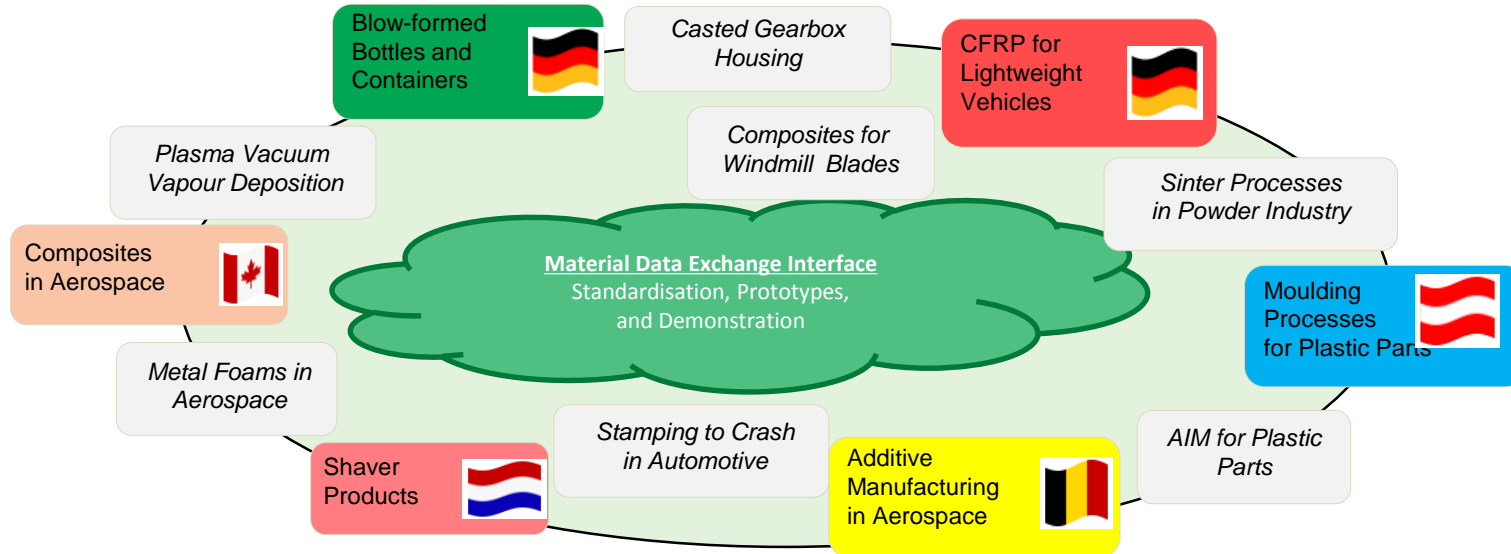 Blow-formed
Bottles and
Containers
Casted Gearbox
Housing
CFRP for
Lightweight
Vehicles
Plasma Vacuum
Vapour Deposition
Composites for
Windmill Blades
Sinter Processes
in Powder Industry
Composites
in Aerospace
Material Data Exchange Interface
Standardisation, Prototypes,
and Demonstration
Moulding
Processes
for Plastic Parts
Metal Foams in
Aerospace
Stamping to Crash
in Automotive
AIM for Plastic
Parts
Shaver
Products
Additive
Manufacturing
in Aerospace